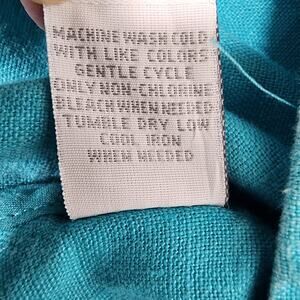 MACHINE WASH COLD
WITH LIKE COLORS
GENTLE CYCLE
ONLY NON-CHLORINE
BLEACH WHEN NEEDED
TUMBLE DRY LOW
COOL IRON
WHEN NEEDED